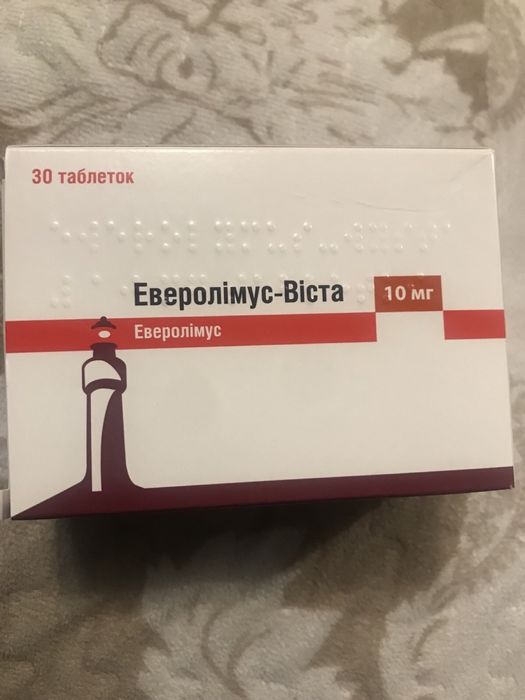 30 таблеток
Еверолімус-Віста
10 мг
Еверолімус